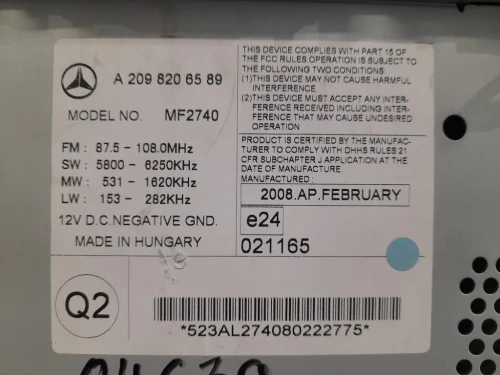 A 209 820 65 89
MODEL NO. MF2740
FM : 87.5 - 108.0MHz
SW : 5800 - 6250KHz
MW : 531 - 1620KHz
LW : 153 - 282KHz
12V D.C.NEGATIVE GND.
MADE IN HUNGARY
THIS DEVICE COMPLIES WITH PART 15 OF
THE FCC RULES OPERATION IS SUBJECT TO
THE FOLLOWING TWO CONDITIONS:
(1)THIS DEVICE MAY NOT CAUSE HARMFUL
INTERFERENCE.
(2)THIS DEVICE MUST ACCEPT ANY INTER-
FERENCE RECEIVED INCLUDING INTER-
FERENCE THAT MAY CAUSE UNDESIRED
OPERATION
PRODUCT IS CERTIFIED BY THE MANUFAC-
TURER TO COMPLY WITH DHHS RULES 21
CFR SUBCHAPTER J APPLICATION AT THE
DATE OF MANUFACTURE.
2008.AP.FEBRUARY
e24
021165
Q2
*523AL274080222775*